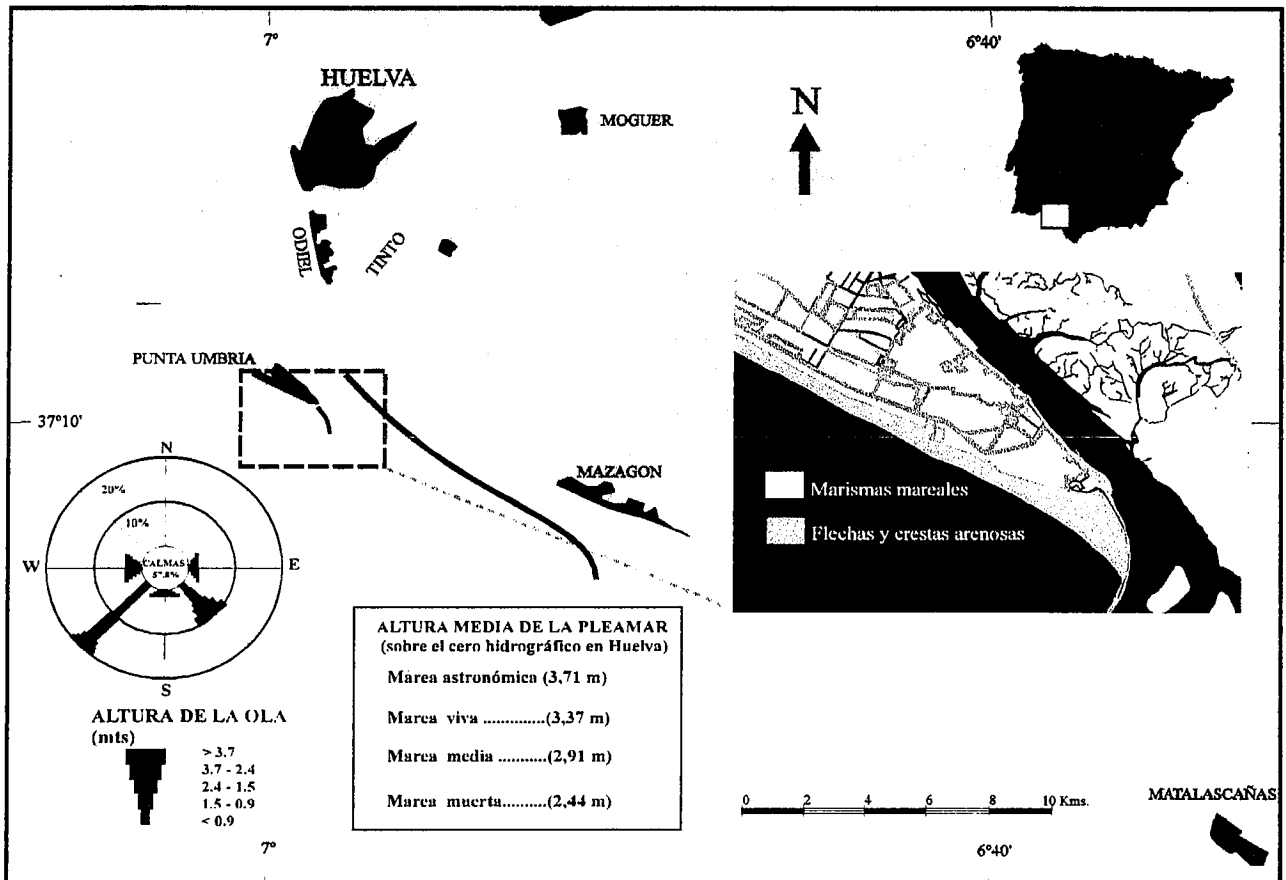 7°
6°40'
HUELVA
MOGUER
N
ODIEL
TINTO
PUNTA UMBRIA
37°10'
MAZAGON
Marismas mareales
Flechas y crestas arenosas
N
20%
10%
W
CALMAS
57.8%
E
S
ALTURA DE LA OLA
(mts)
> 3.7
3.7 - 2.4
2.4 - 1.5
1.5 - 0.9
< 0.9
ALTURA MEDIA DE LA PLEAMAR
(sobre el cero hidrográfico en Huelva)
Marea astronómica (3,71 m)
Marea viva .............(3,37 m)
Marea media ...........(2,91 m)
Marea muerta.........(2,44 m)
0 2 4 6 8 10 Kms.
MATALASCAÑAS
7°
6°40'